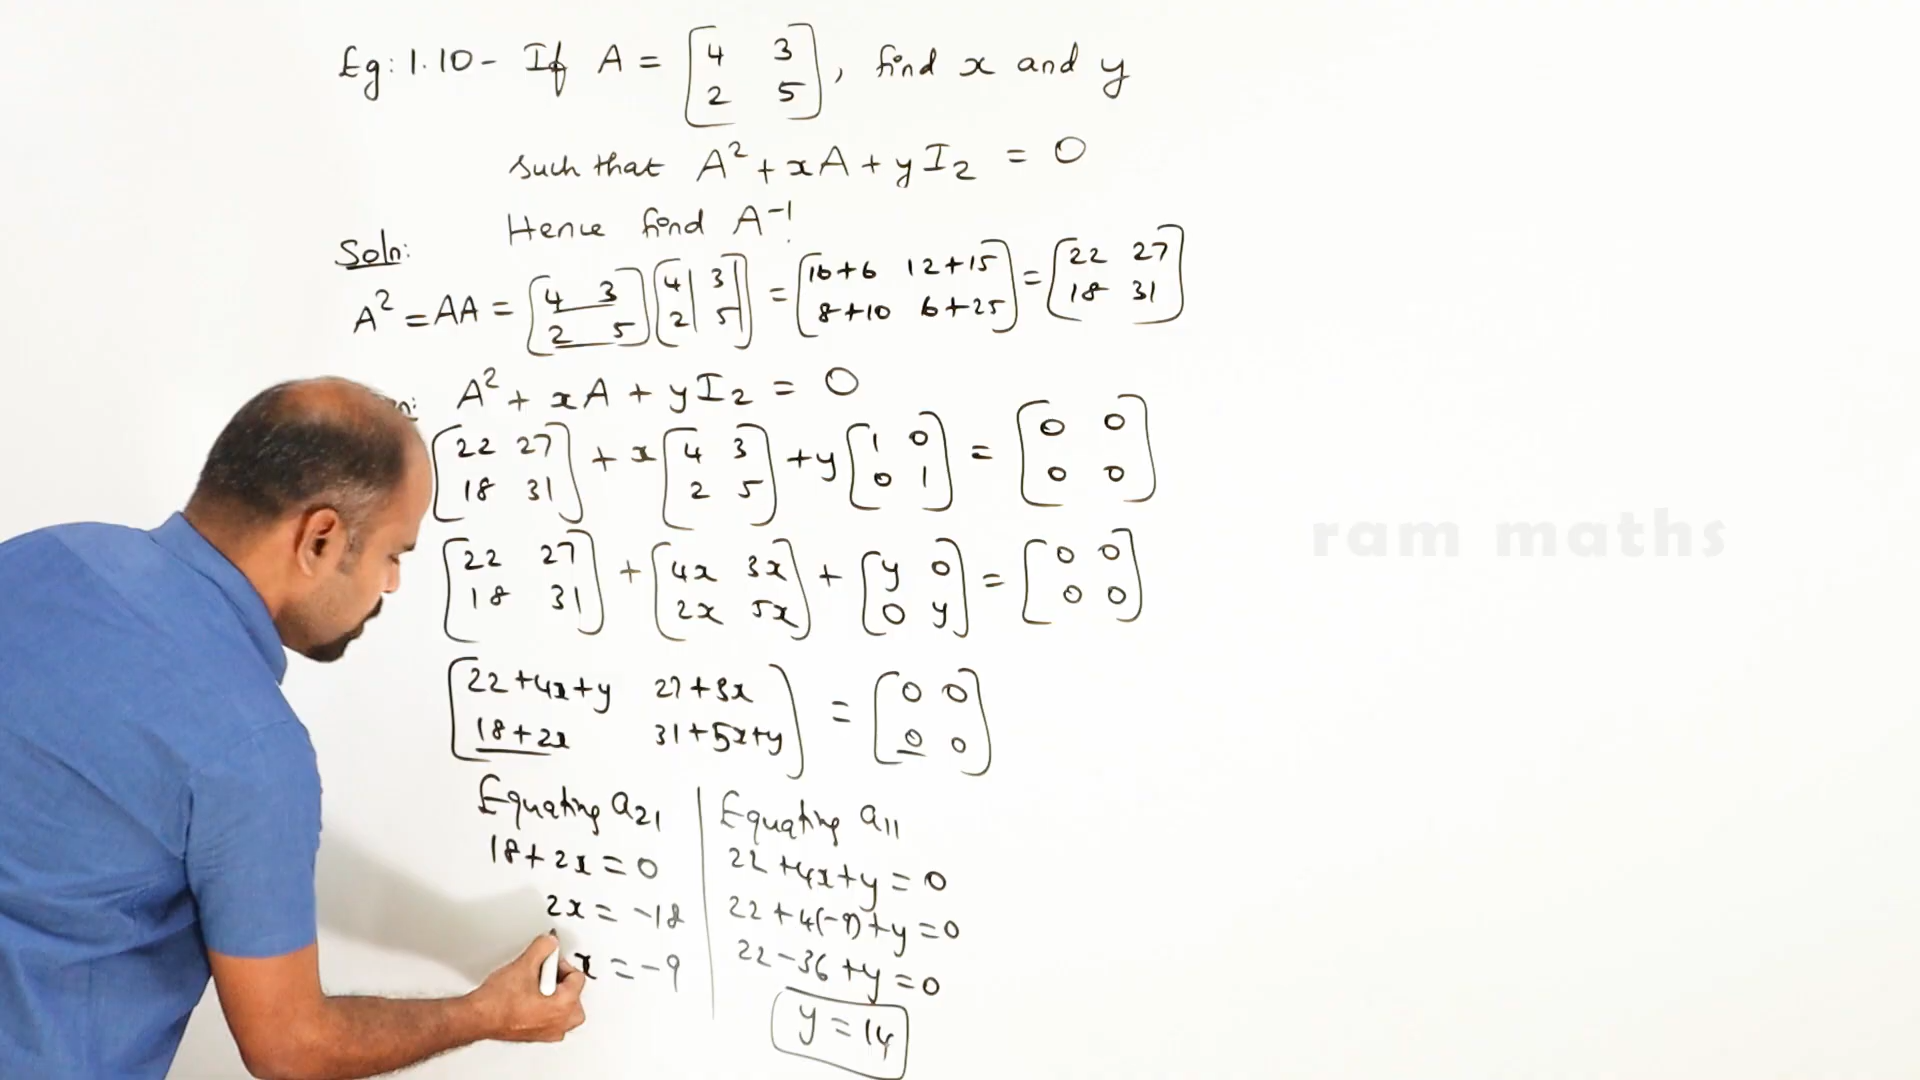 Eg: 1.10 - If A = [4 3; 2 5], find x and y
such that A² + xA + yI₂ = O
Hence find A⁻¹.
Soln:
A² = AA = [4 3; 2 5] [4 3; 2 5] = [16+6 12+15; 8+10 6+25] = [22 27; 18 31]
A² + xA + yI₂ = O
[22 27; 18 31] + x [4 3; 2 5] + y [1 0; 0 1] = [0 0; 0 0]
[22 27; 18 31] + [4x 3x; 2x 5x] + [y 0; 0 y] = [0 0; 0 0]
[22+4x+y 27+3x; 18+2x 31+5x+y] = [0 0; 0 0]
Equating a₂₁
18+2x = 0
2x = -18
x = -9
Equating a₁₁
22+4x+y = 0
22+4(-9)+y = 0
22-36+y = 0
y = 14
ram maths